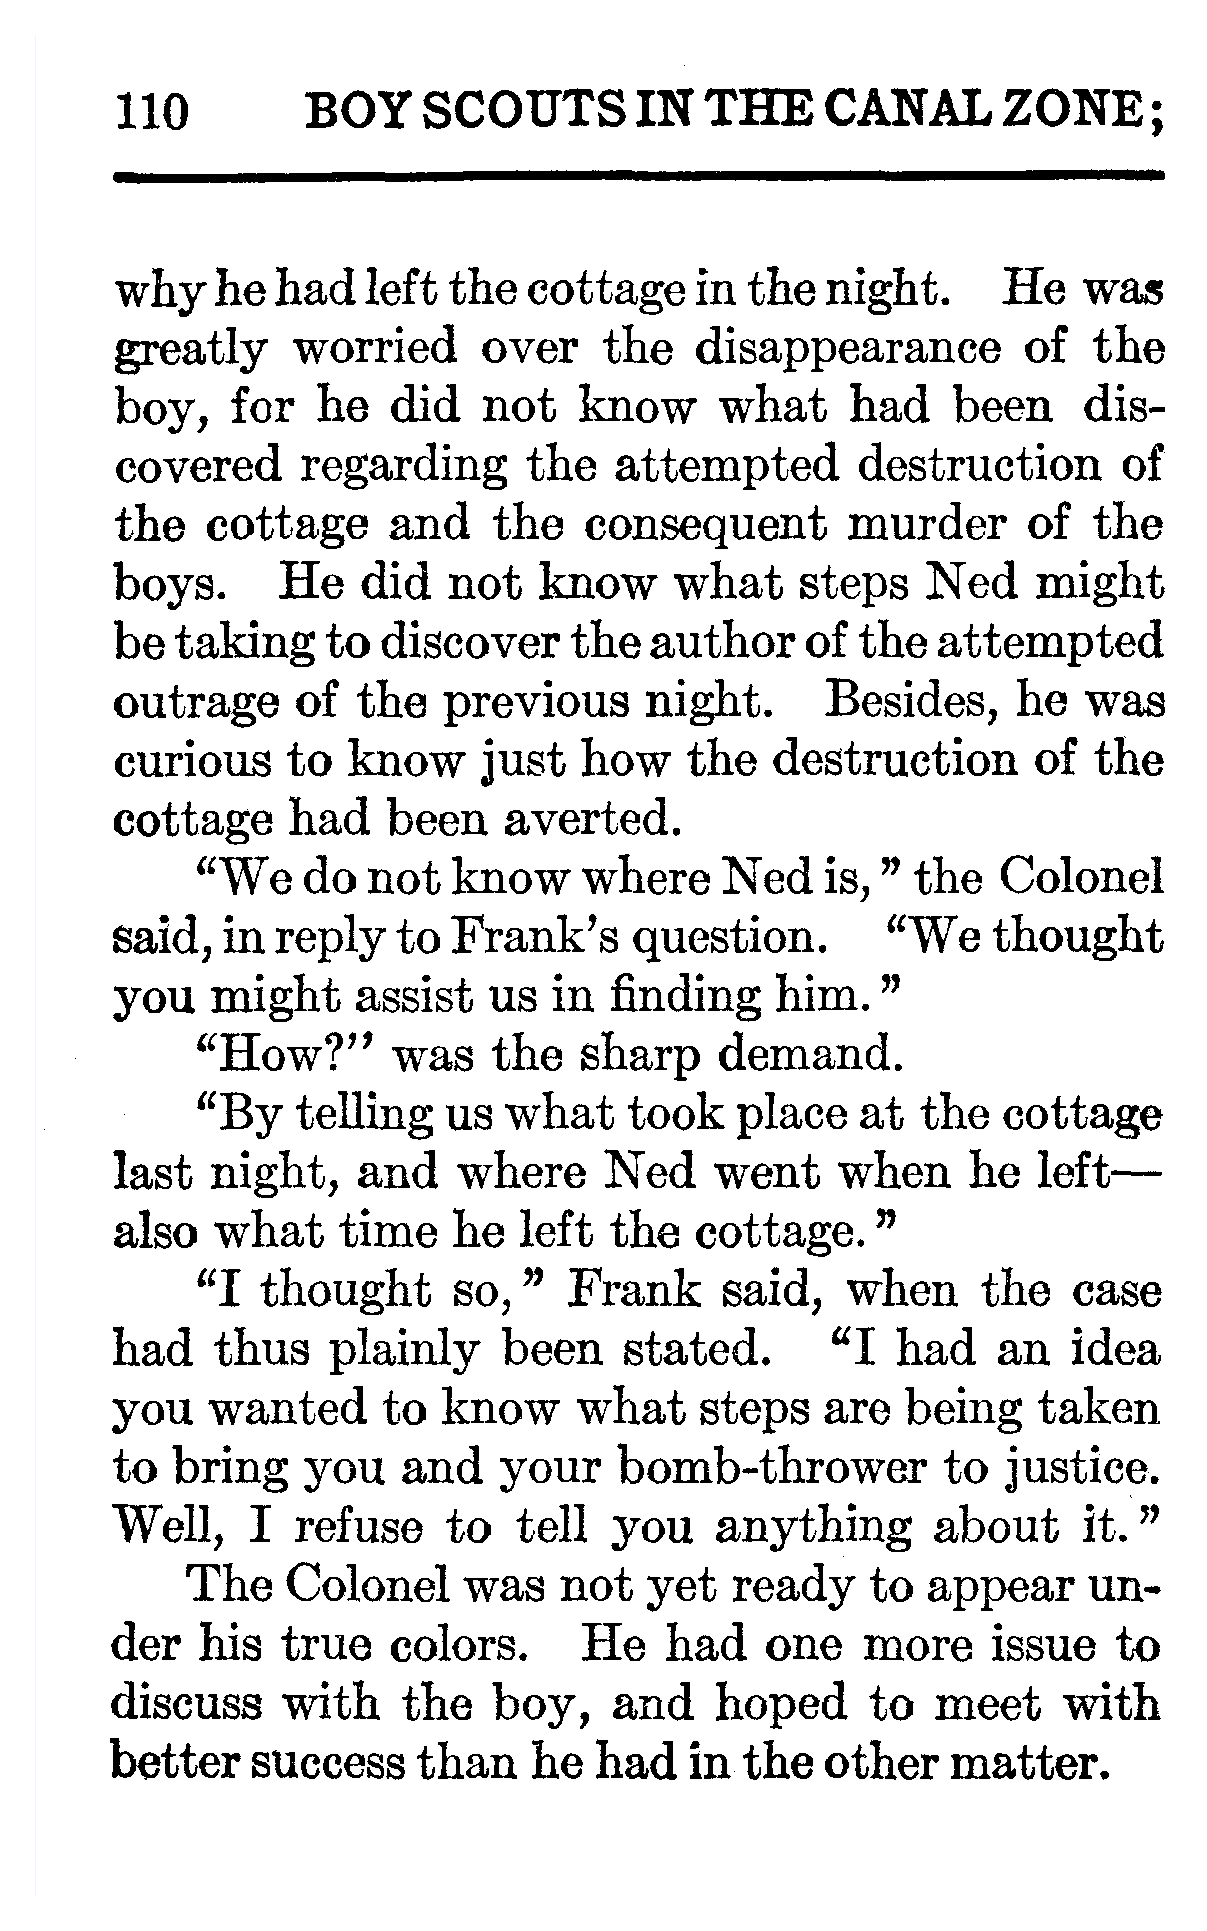 110 BOY SCOUTS IN THE CANAL ZONE;
why he had left the cottage in the night. He was
greatly worried over the disappearance of the
boy, for he did not know what had been dis-
covered regarding the attempted destruction of
the cottage and the consequent murder of the
boys. He did not know what steps Ned might
be taking to discover the author of the attempted
outrage of the previous night. Besides, he was
curious to know just how the destruction of the
cottage had been averted.
“We do not know where Ned is,” the Colonel
said, in reply to Frank’s question. “We thought
you might assist us in finding him.”
“How?” was the sharp demand.
“By telling us what took place at the cottage
last night, and where Ned went when he left—
also what time he left the cottage.”
“I thought so,” Frank said, when the case
had thus plainly been stated. “I had an idea
you wanted to know what steps are being taken
to bring you and your bomb-thrower to justice.
Well, I refuse to tell you anything about it.”
The Colonel was not yet ready to appear un-
der his true colors. He had one more issue to
discuss with the boy, and hoped to meet with
better success than he had in the other matter.